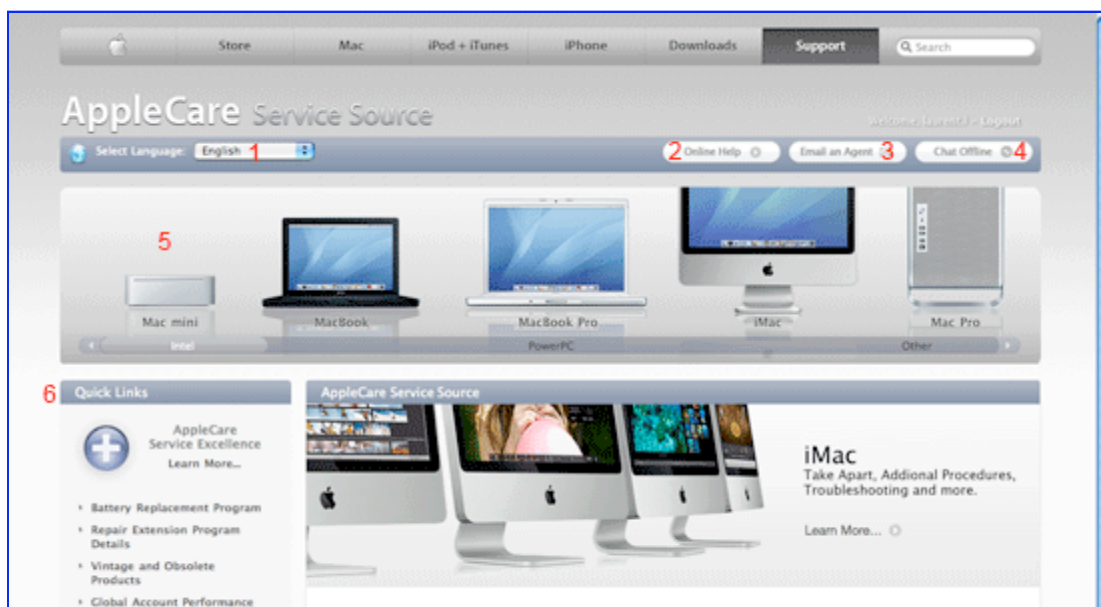 Store Mac iPod + iTunes iPhone Downloads Support Search
AppleCare Service Source
Welcome, laurent.l – Logout
Select Language: English 1 2 Online Help Email an Agent 3 Chat Offline 4
5
Mac mini MacBook MacBook Pro iMac Mac Pro
Intel PowerPC Other
6 Quick Links
AppleCare Service Source
AppleCare
Service Excellence
Learn More...
Battery Replacement Program
Repair Extension Program
Details
Vintage and Obsolete
Products
Global Account Performance
iMac
Take Apart, Addional Procedures,
Troubleshooting and more.
Learn More...